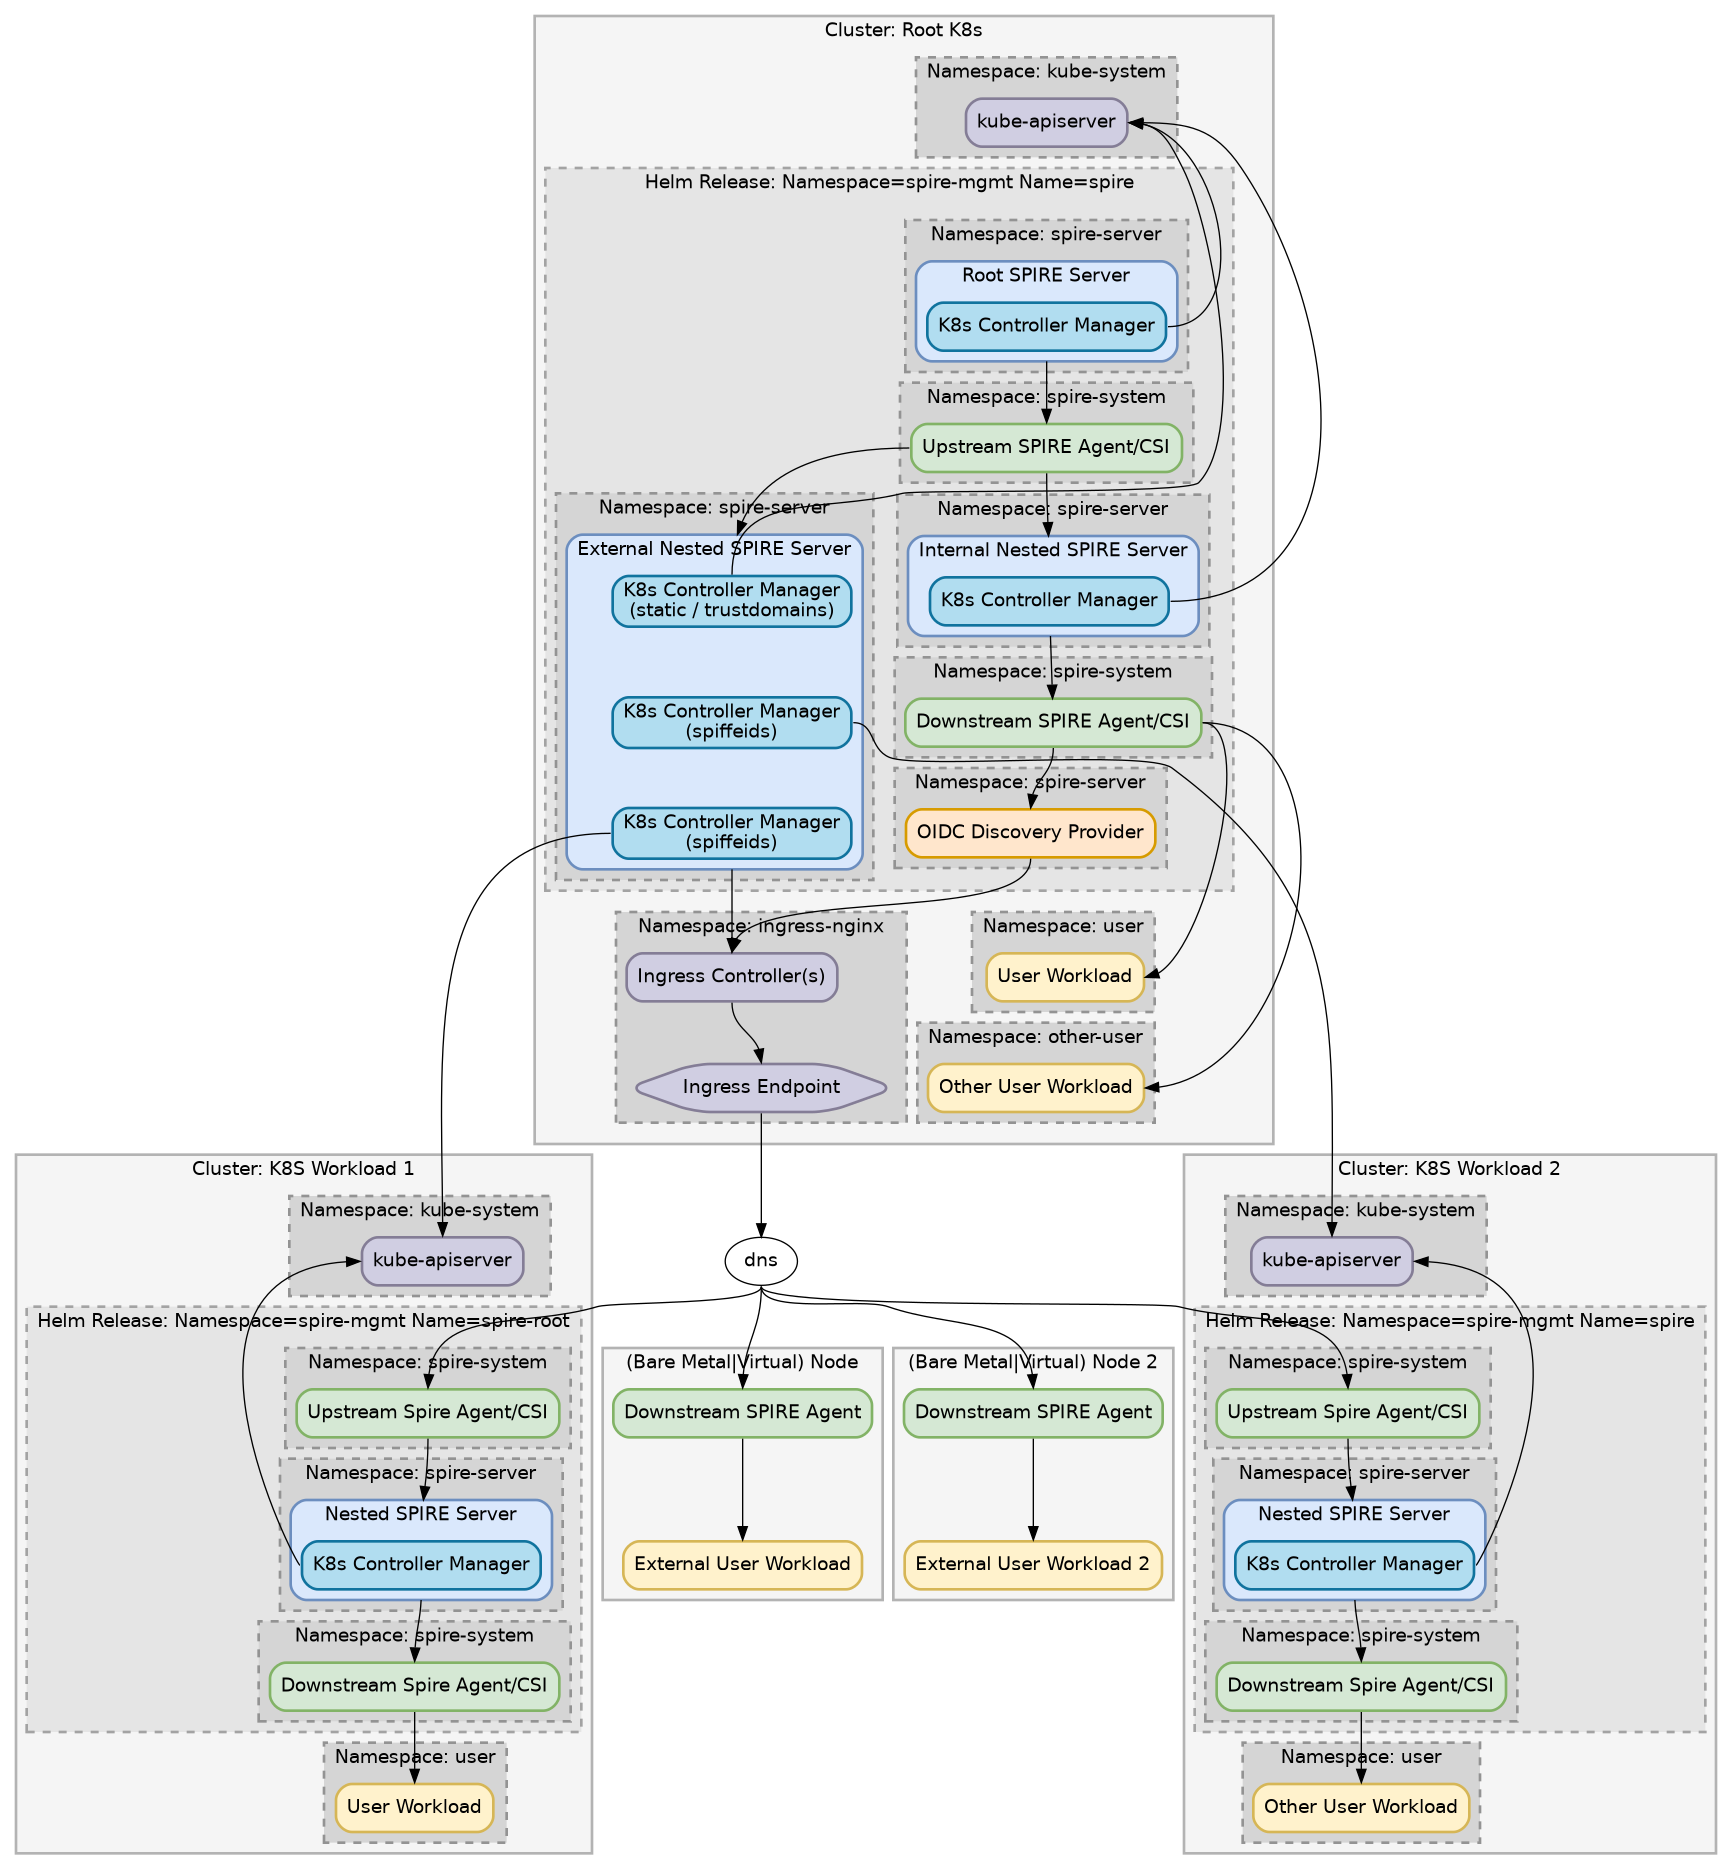 Cluster: Root K8s
Namespace: kube-system
kube-apiserver
Helm Release: Namespace=spire-mgmt Name=spire
Namespace: spire-server
Root SPIRE Server
K8s Controller Manager
Namespace: spire-system
Upstream SPIRE Agent/CSI
Namespace: spire-server
External Nested SPIRE Server
K8s Controller Manager
(static / trustdomains)
K8s Controller Manager
(spiffeids)
K8s Controller Manager
(spiffeids)
Namespace: spire-server
Internal Nested SPIRE Server
K8s Controller Manager
Namespace: spire-system
Downstream SPIRE Agent/CSI
Namespace: spire-server
OIDC Discovery Provider
Namespace: ingress-nginx
Ingress Controller(s)
Ingress Endpoint
Namespace: user
User Workload
Namespace: other-user
Other User Workload
Cluster: K8S Workload 1
Namespace: kube-system
kube-apiserver
Helm Release: Namespace=spire-mgmt Name=spire-root
Namespace: spire-system
Upstream Spire Agent/CSI
Namespace: spire-server
Nested SPIRE Server
K8s Controller Manager
Namespace: spire-system
Downstream Spire Agent/CSI
Namespace: user
User Workload
dns
(Bare Metal|Virtual) Node
Downstream SPIRE Agent
External User Workload
(Bare Metal|Virtual) Node 2
Downstream SPIRE Agent
External User Workload 2
Cluster: K8S Workload 2
Namespace: kube-system
kube-apiserver
Helm Release: Namespace=spire-mgmt Name=spire
Namespace: spire-system
Upstream Spire Agent/CSI
Namespace: spire-server
Nested SPIRE Server
K8s Controller Manager
Namespace: spire-system
Downstream Spire Agent/CSI
Namespace: user
Other User Workload